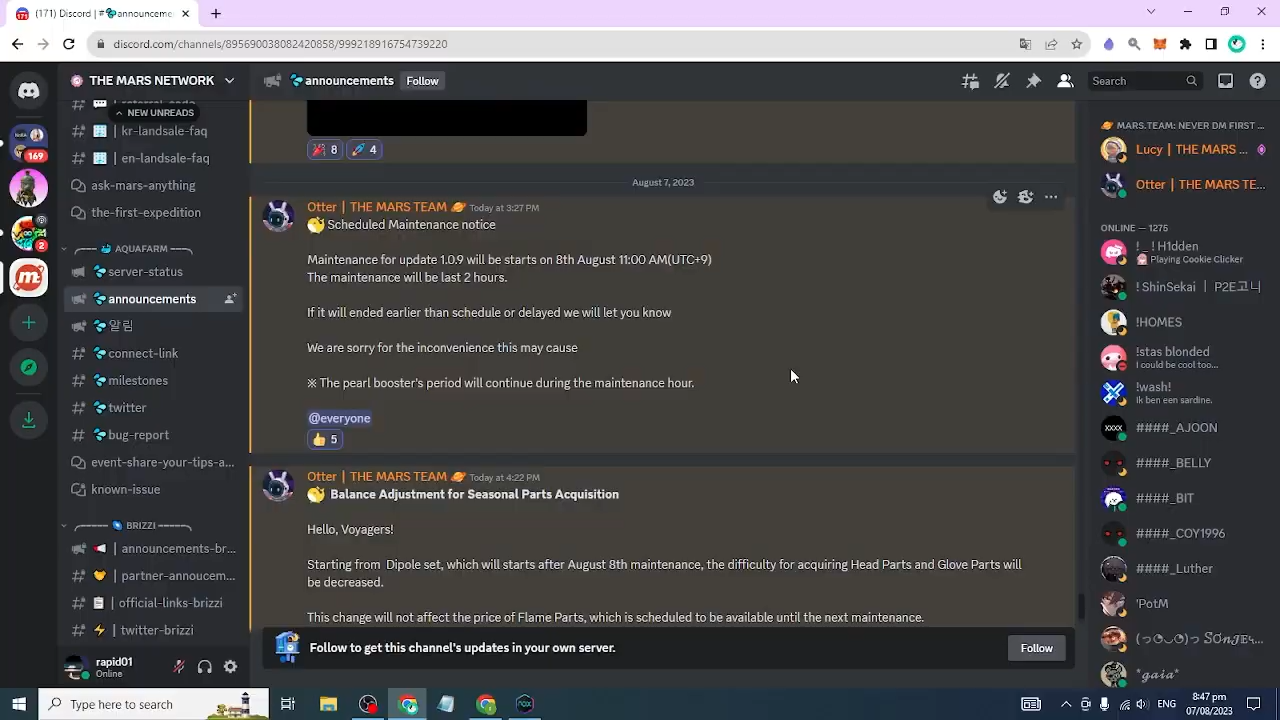 (171) Discord | #
announceme
discord.com/channels/895690038082420858/999218916754739220
THE MARS NETWORK
NEW UNREADS
kr-landsale-faq
en-landsale-faq
ask-mars-anything
the-first-expedition
AQUAFARM
server-status
announcements
알림
connect-link
milestones
twitter
bug-report
event-share-your-tips-a...
known-issue
BRIZZI
announcements-br...
partner-annoucem...
official-links-brizzi
twitter-brizzi
rapid01
Online
169
2
announcements
Follow
Search
8
4
August 7, 2023
Otter | THE MARS TEAM Today at 3:27 PM
Scheduled Maintenance notice
Maintenance for update 1.0.9 will be starts on 8th August 11:00 AM(UTC+9)
The maintenance will be last 2 hours.
If it will ended earlier than schedule or delayed we will let you know
We are sorry for the inconvenience this may cause
※ The pearl booster's period will continue during the maintenance hour.
@everyone
5
Otter | THE MARS TEAM Today at 4:22 PM
Balance Adjustment for Seasonal Parts Acquisition
Hello, Voyagers!
Starting from Dipole set, which will starts after August 8th maintenance, the difficulty for acquiring Head Parts and Glove Parts will
be decreased.
This change will not affect the price of Flame Parts, which is scheduled to be available until the next maintenance.
Follow to get this channel's updates in your own server.
Follow
MARS.TEAM: NEVER DM FIRST ...
Lucy | THE MARS ...
Otter | THE MARS TE...
ONLINE — 1275
! _ ! H1dden
Playing Cookie Clicker
! ShinSekai | P2E고니
!HOMES
!stas blonded
I could be cool too...
!wash!
Ik ben een sardine.
####_AJOON
####_BELLY
####_BIT
####_COY1996
####_Luther
'PotM
*gaia*
Type here to search
ENG
8:47 pm
07/08/2023